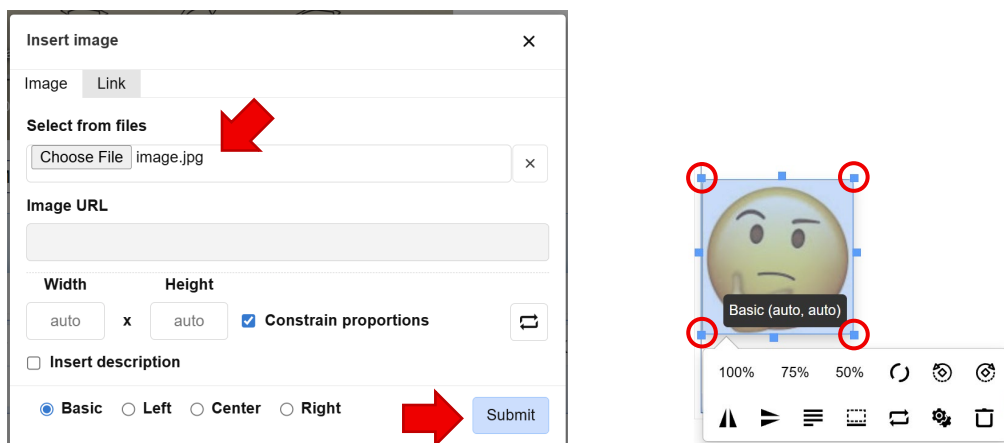 Insert image
Image Link
Select from files
Choose File image.jpg
Image URL
Width Height
auto x auto Constrain proportions
Insert description
Basic Left Center Right Submit
Basic (auto, auto)
100% 75% 50%